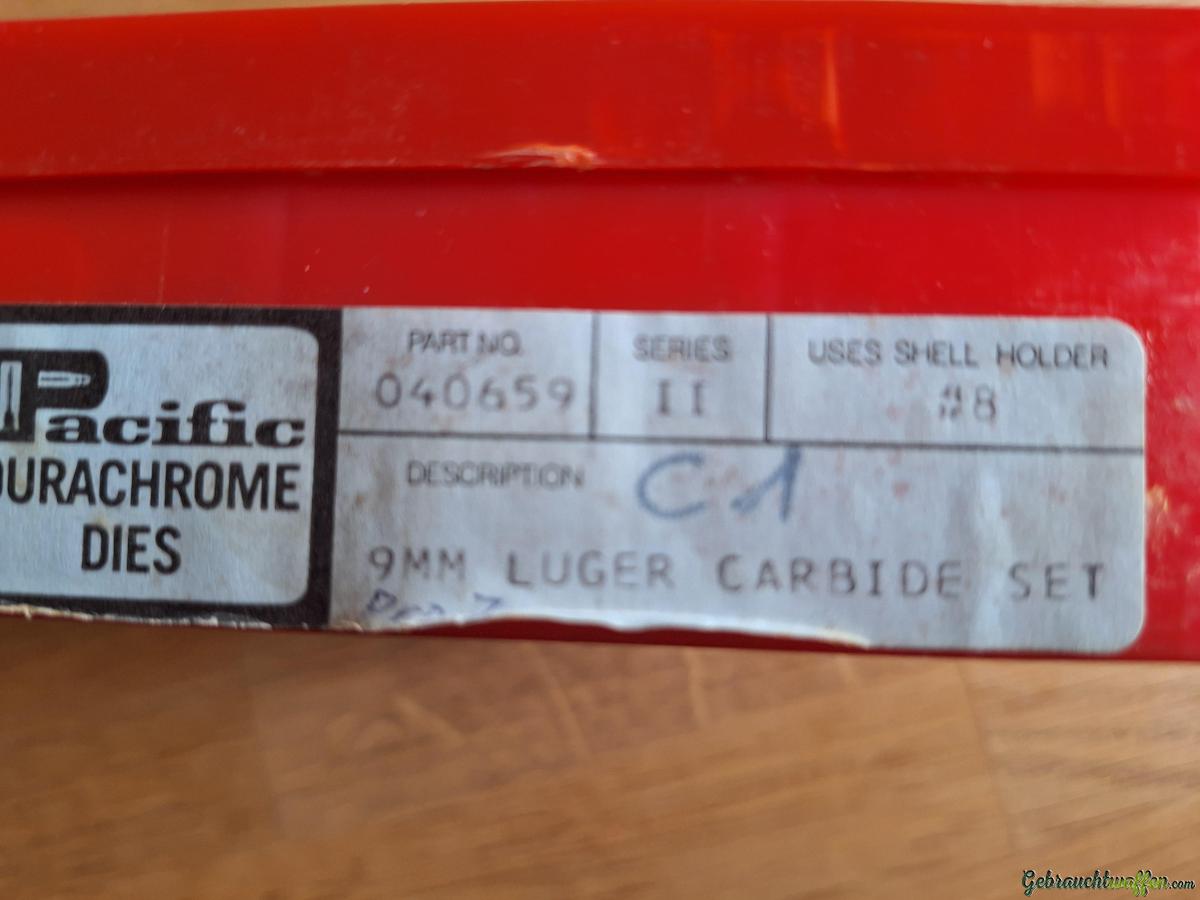 Pacific
DURACHROME
DIES
PART NO. SERIES USES SHELL HOLDER
040659 II #8
DESCRIPTION C1
9MM LUGER CARBIDE SET
Gebrauchtwaffen.com